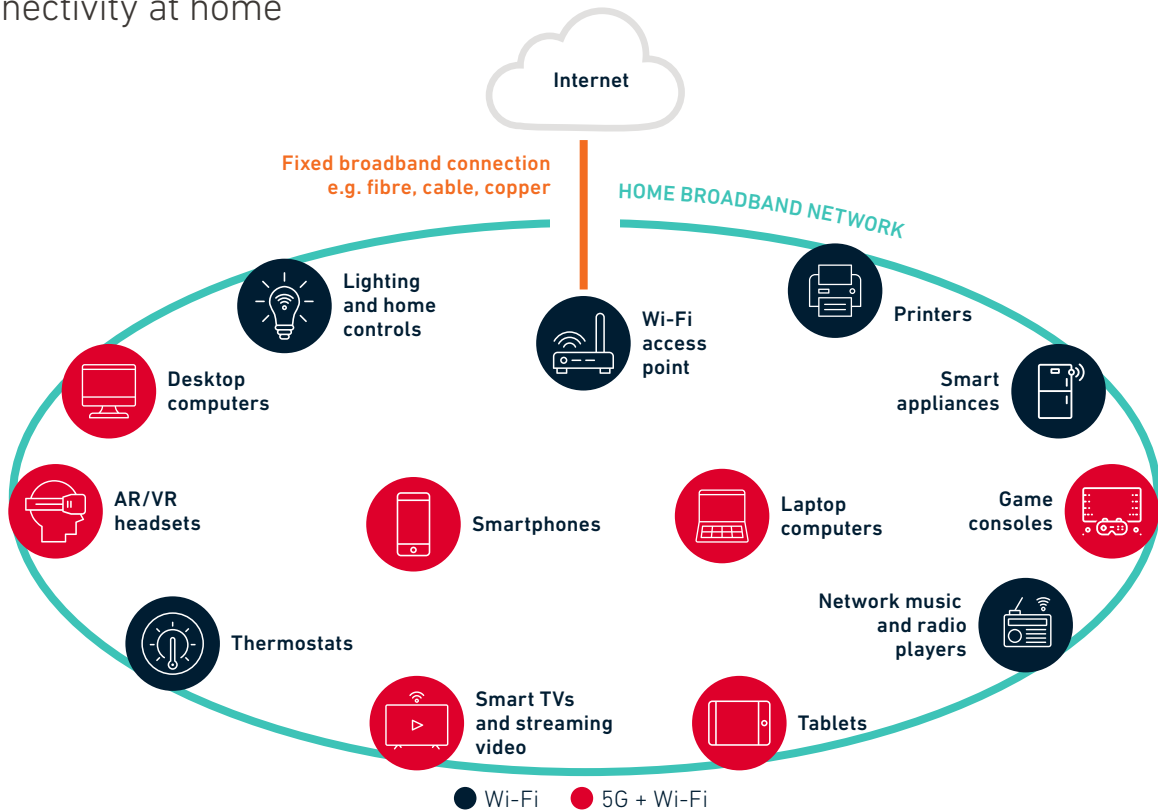 nectivity at home
Internet
Fixed broadband connection
e.g. fibre, cable, copper
HOME BROADBAND NETWORK
Lighting
and home
controls
Wi-Fi
access
point
Printers
Desktop
computers
Smart
appliances
AR/VR
headsets
Smartphones
Laptop
computers
Game
consoles
Thermostats
Network music
and radio
players
Smart TVs
and streaming
video
Tablets
Wi-Fi
5G + Wi-Fi